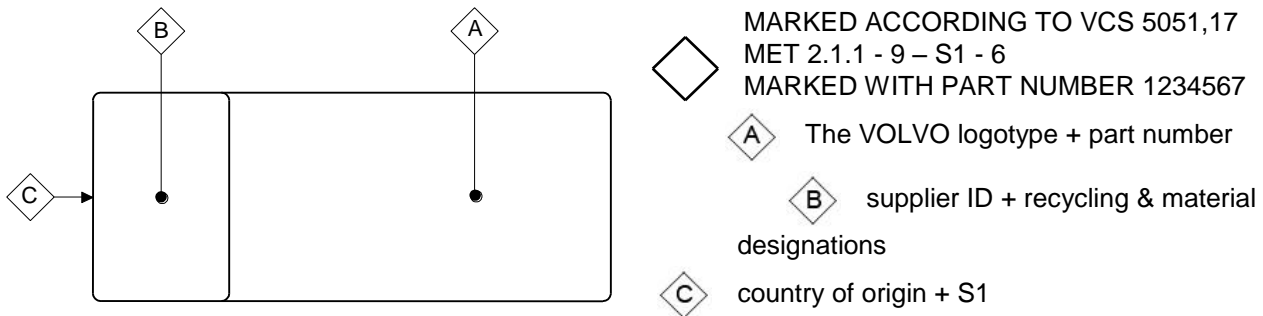 B
A
C
MARKED ACCORDING TO VCS 5051,17
MET 2.1.1 - 9 – S1 - 6
MARKED WITH PART NUMBER 1234567
A The VOLVO logotype + part number
B supplier ID + recycling & material
designations
C country of origin + S1